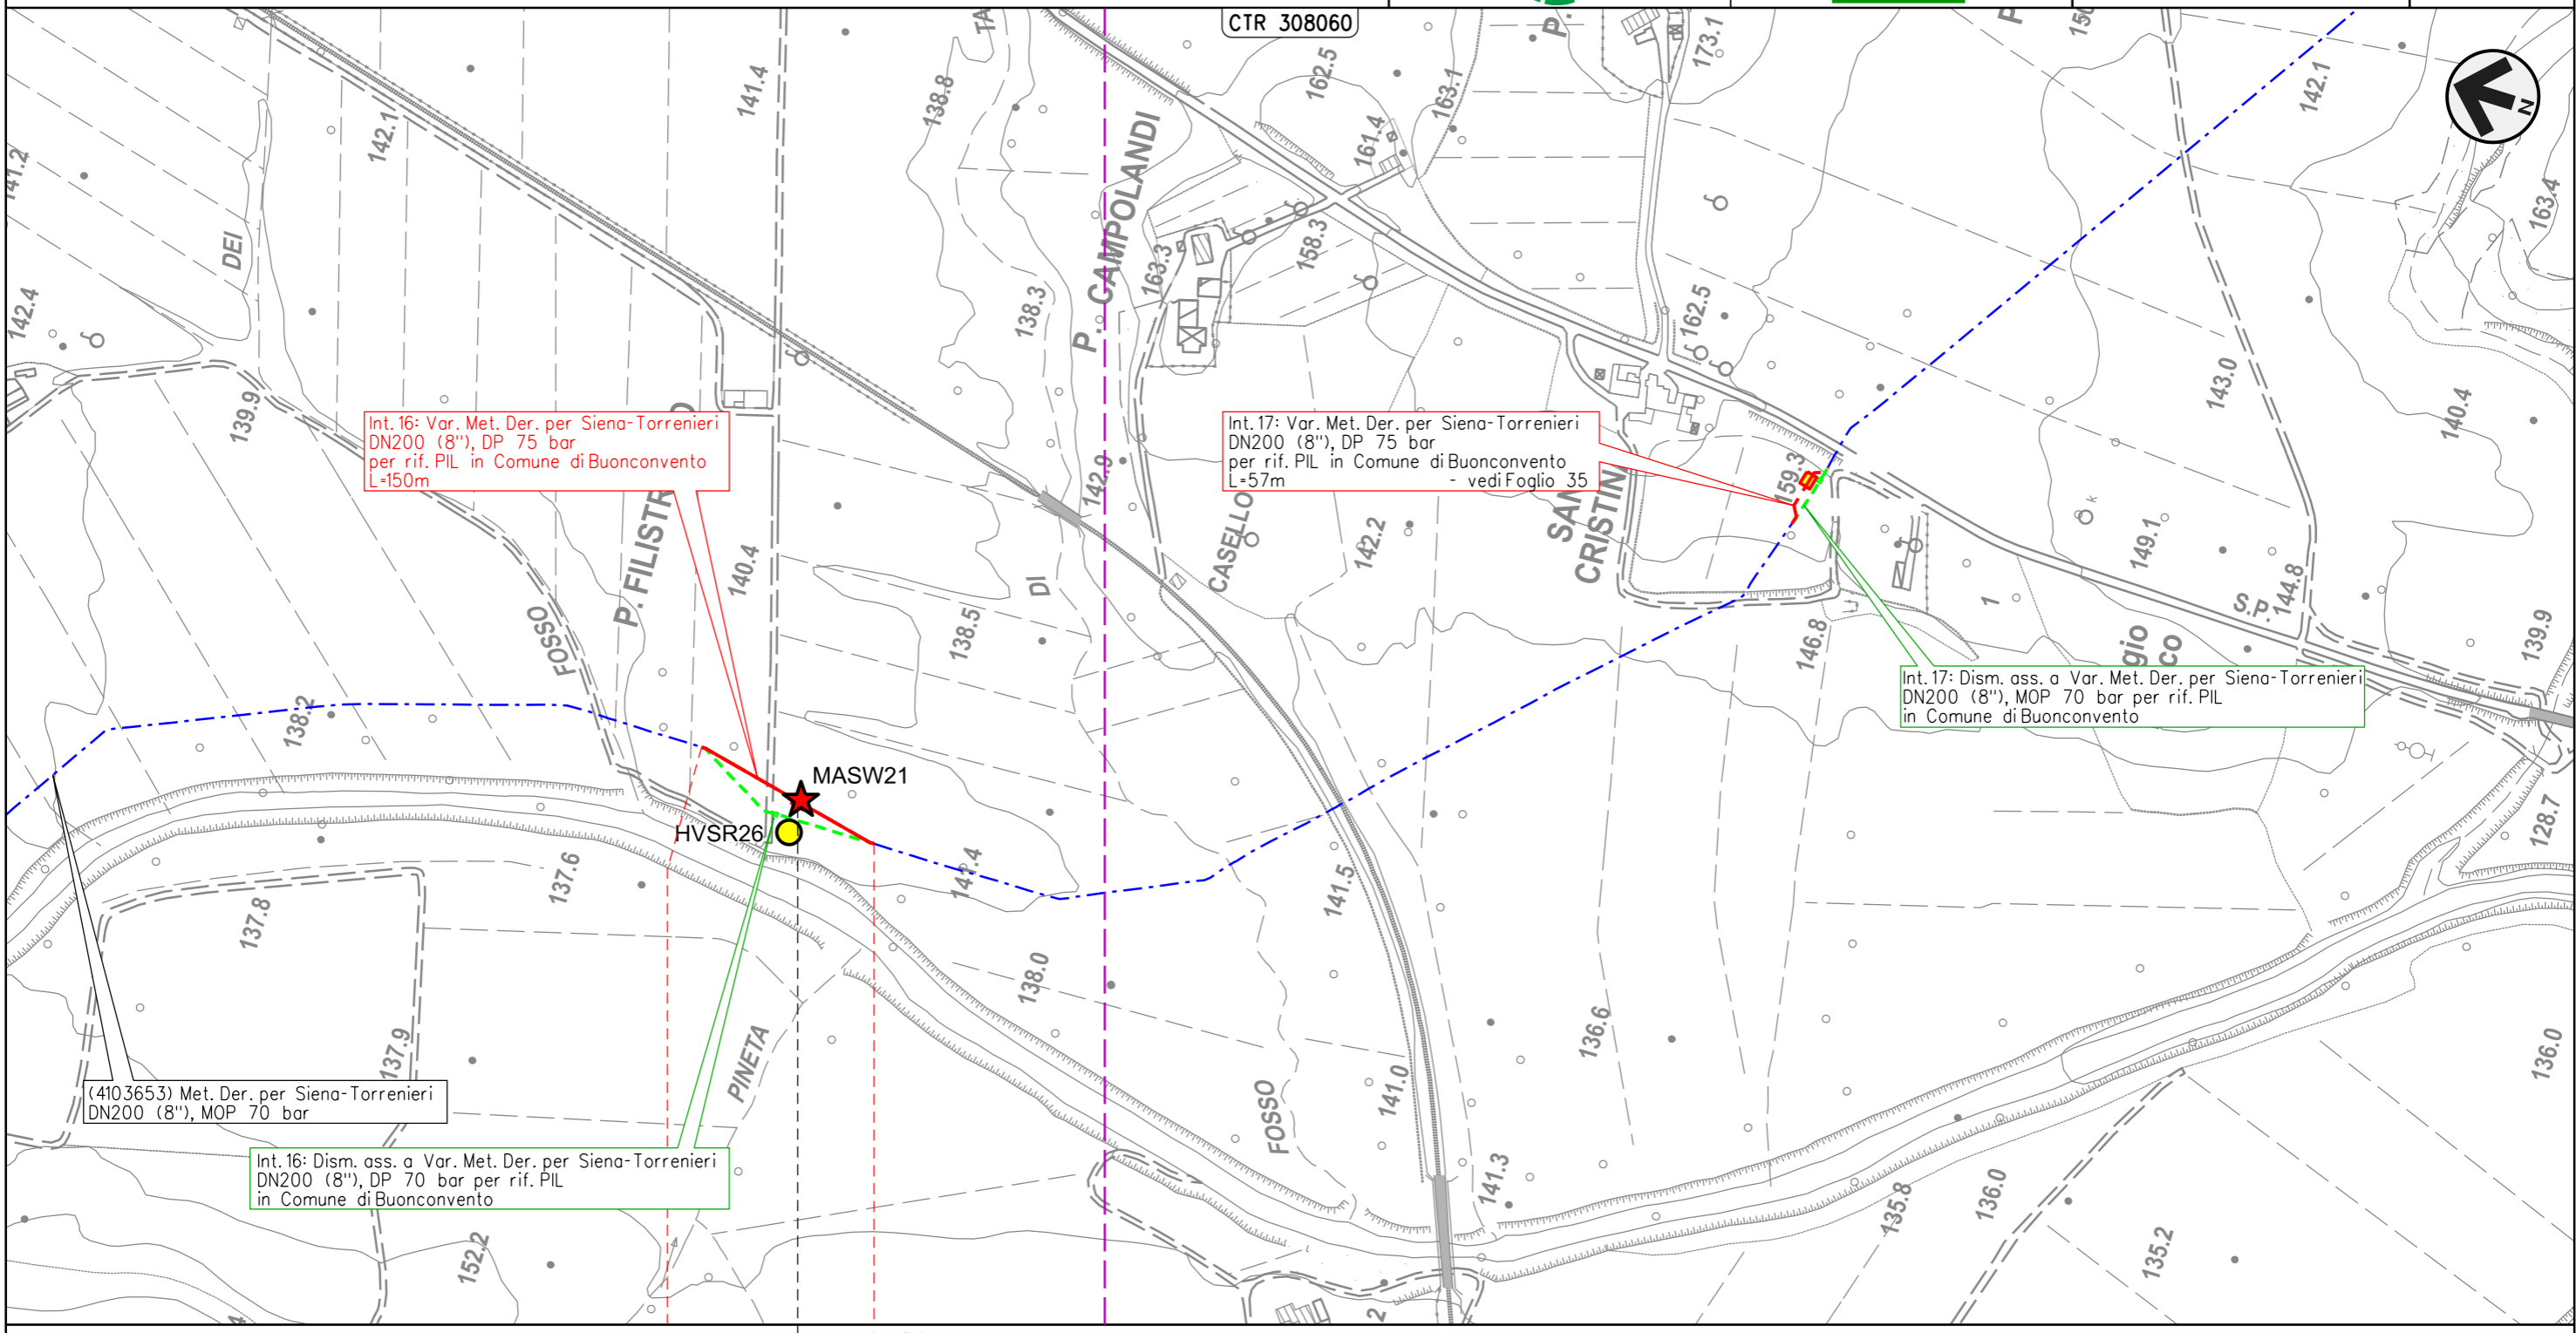 CTR 308060
N
TA
P.
173.1
150
P
141.2
142.1
141.4
138.8
162.5
163.1
161.4
142.1
163.4
DEI
P. CAMPOLANDI
163.3
158.3
138.3
142.4
162.5
143.0
140.4
139.9
Int. 16: Var. Met. Der. per Siena-Torrenieri
DN200 (8"), DP 75 bar
per rif. PIL in Comune di Buonconvento
L=150m
Int. 17: Var. Met. Der. per Siena-Torrenieri
DN200 (8"), DP 75 bar
per rif. PIL in Comune di Buonconvento
L=57m - vedi Foglio 35
P. FILISTR
142.9
159.3
140.4
CASELLO
142.2
SAN
CRISTIN
k
149.1
144.8
S.P.
1
DI
138.5
FOSSO
146.8
gio
co
139.9
Int. 17: Dism. ass. a Var. Met. Der. per Siena-Torrenieri
DN200 (8"), MOP 70 bar per rif. PIL
in Comune di Buonconvento
138.2
MASW21
HVSR26
128.7
137.6
141.4
141.5
137.8
138.0
136.6
137.9
PINETA
141.0
FOSSO
136.0
(4103653) Met. Der. per Siena-Torrenieri
DN200 (8"), MOP 70 bar
Int. 16: Dism. ass. a Var. Met. Der. per Siena-Torrenieri
DN200 (8"), DP 70 bar per rif. PIL
in Comune di Buonconvento
141.3
135.8
136.0
152.2
135.2
2